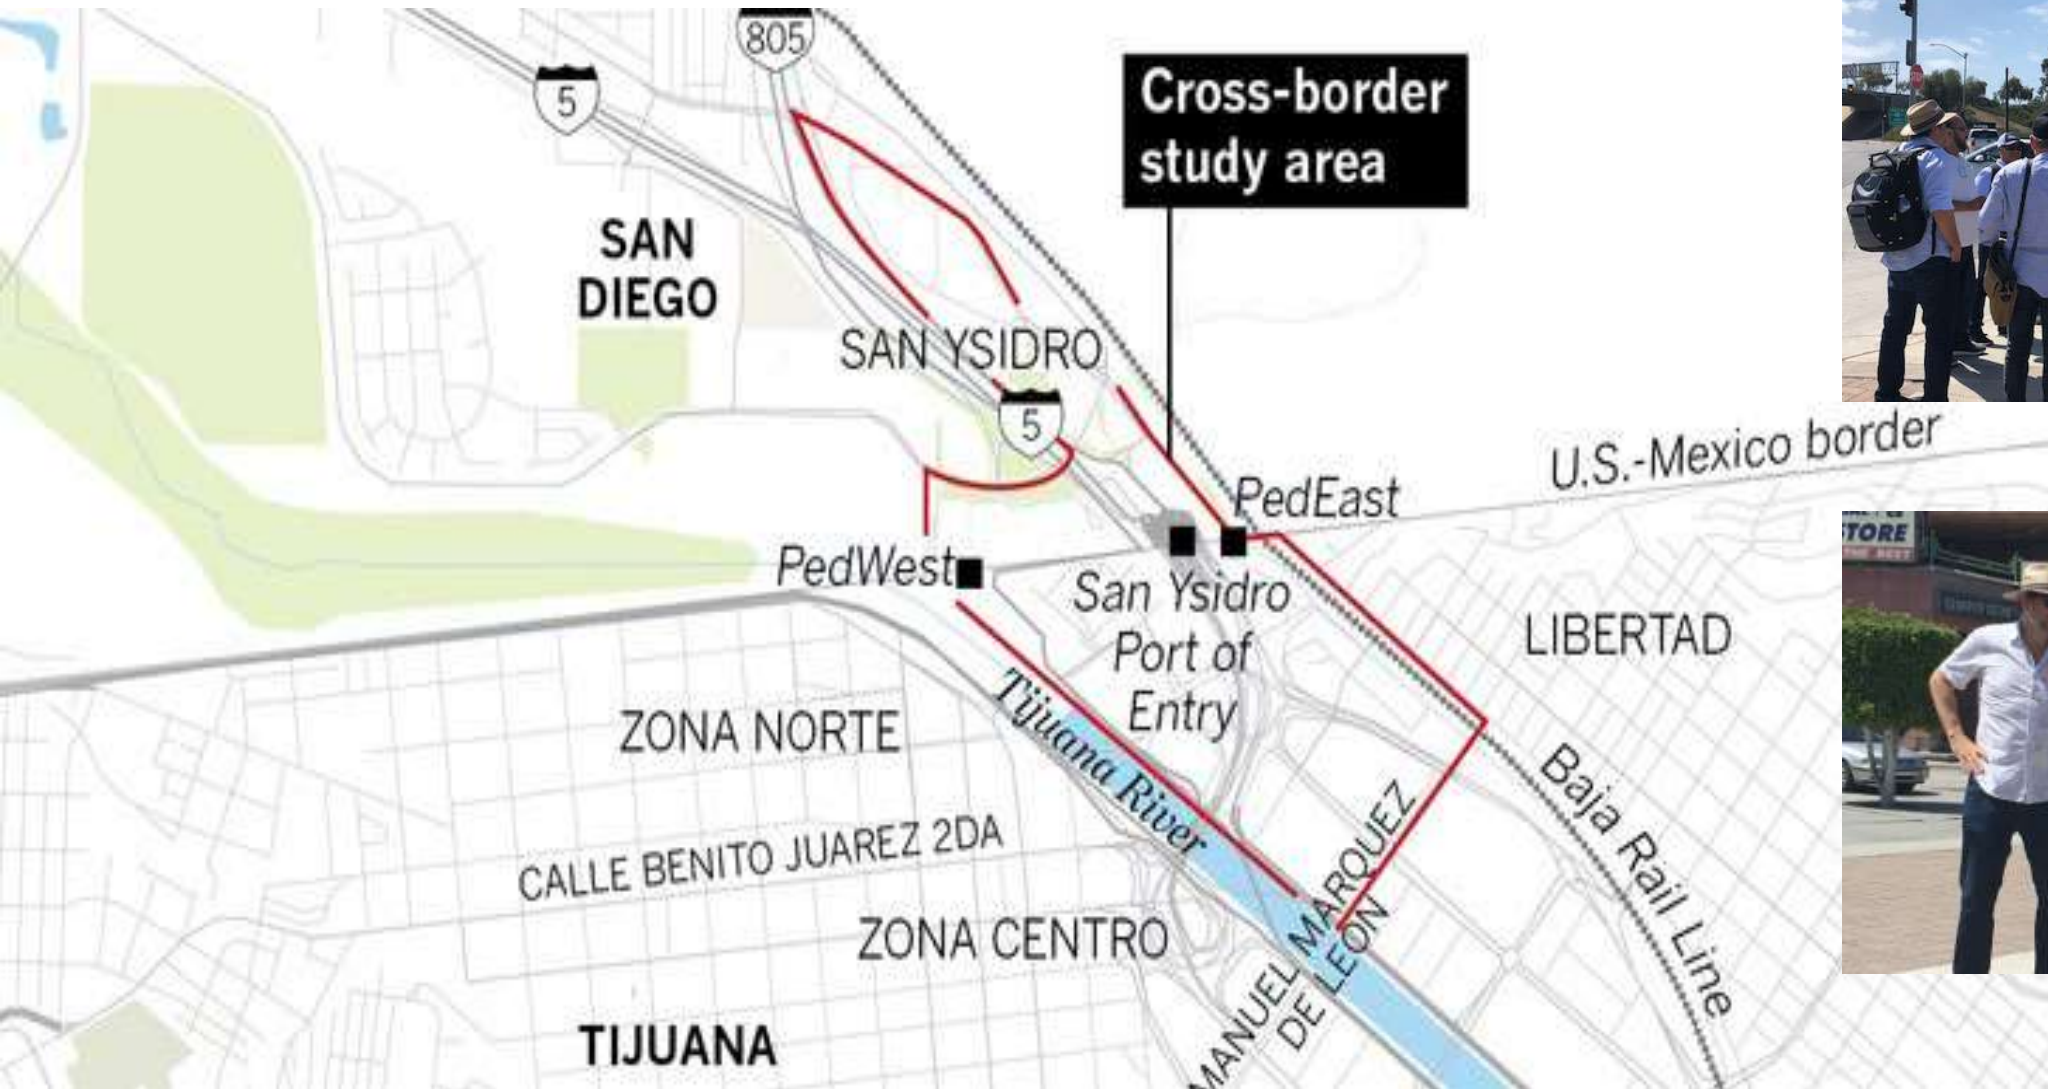 805
5
Cross-border
study area
SAN
DIEGO
SAN YSIDRO
5
U.S.-Mexico border
PedEast
STORE
THE BEST
PedWest
San Ysidro
Port of
Entry
LIBERTAD
Tijuana River
ZONA NORTE
Baja Rail Line
CALLE BENITO JUAREZ 2DA
MANUEL MARQUEZ
DE LEON
ZONA CENTRO
TIJUANA